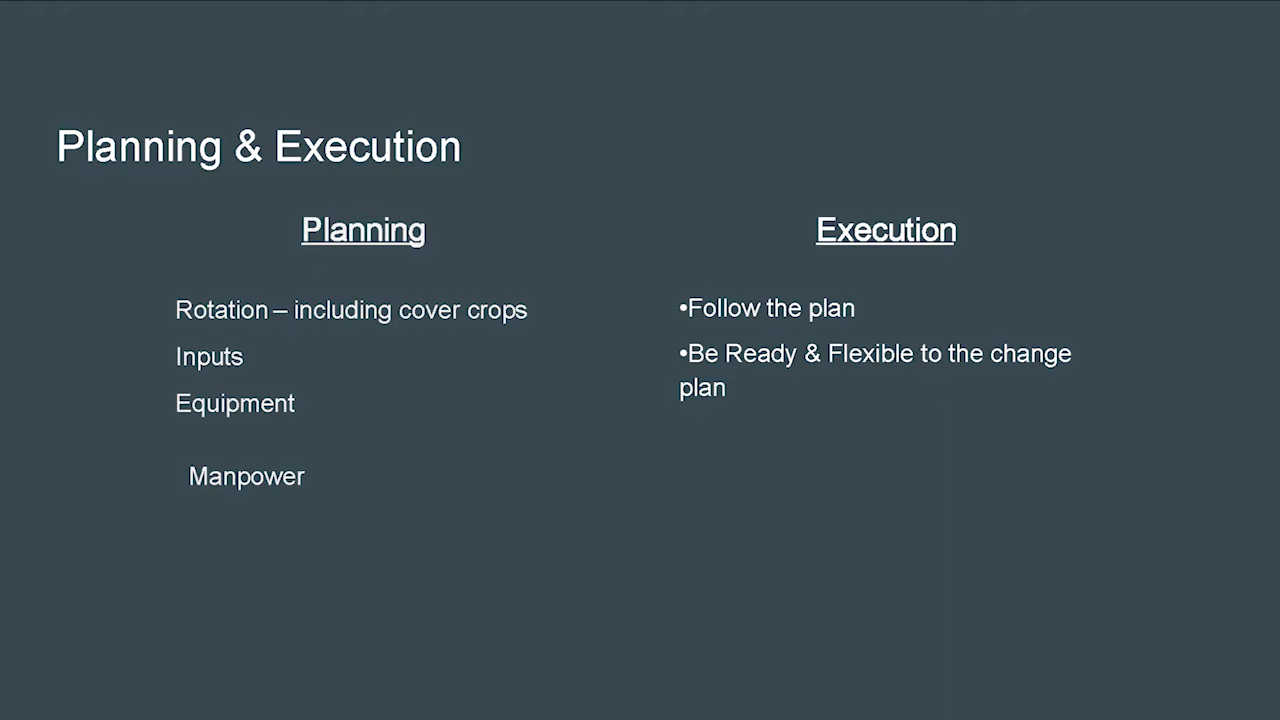 Planning & Execution
Planning
Rotation – including cover crops
Inputs
Equipment
Manpower
Execution
•Follow the plan
•Be Ready & Flexible to the change
plan